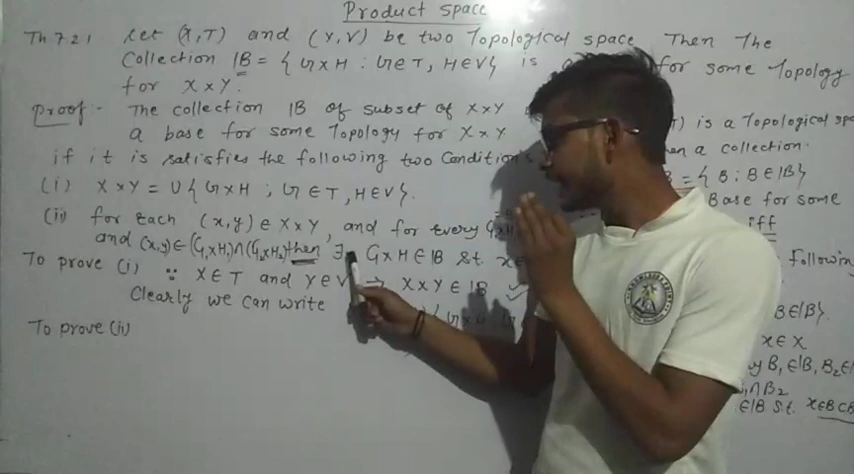 Product space
Th 7.21 Let (X,T) and (Y,V) be two Topological space Then The
Collection IB = { G×H : G∈T, H∈V} is a for some Topology
for X×Y.
Proof:- The collection IB of subset of X×Y
a base for some Topology for X×Y
if it is satisfies the following two Conditions
(i) X×Y = U{ G×H ; G∈T, H∈V}.
(ii) for each (x,y) ∈ X×Y, and for every
and (x,y)∈(G₁×H₁)∩(G₂×H₂) then ∃ G×H∈IB s.t.
To prove (i) ∵ X∈T and Y∈V → X×Y∈IB ✓
Clearly we can write
To prove (ii)
T) is a Topological spa
en a collection.
= { B : B∈IB}
Base for some
iff
following
B∈IB}.
x∈X
y B₁∈IB, B₂∈I
∩B₂
∈IB s.t. x∈B⊂B